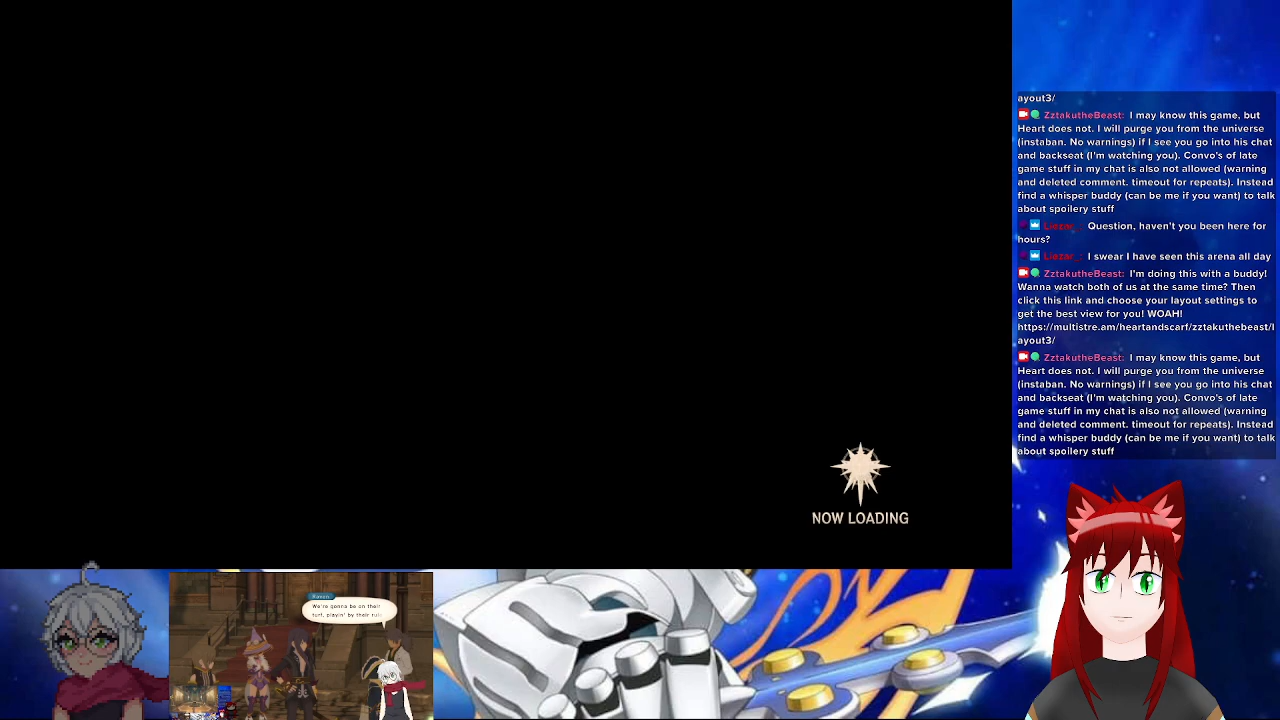 ayout3/
ZztakutheBeast: I may know this game, but
Heart does not. I will purge you from the universe
(instaban. No warnings) if I see you go into his chat
and backseat (I'm watching you). Convo's of late
game stuff in my chat is also not allowed (warning
and deleted comment. timeout for repeats). Instead
find a whisper buddy (can be me if you want) to talk
about spoilery stuff
Question, haven't you been here for
hours?
I swear I have seen this arena all day
ZztakutheBeast: I'm doing this with a buddy!
Wanna watch both of us at the same time? Then
click this link and choose your layout settings to
get the best view for you! WOAH!
https://multistre.am/heartandscarf/zztakuthebeast/l
ayout3/
ZztakutheBeast: I may know this game, but
Heart does not. I will purge you from the universe
(instaban. No warnings) if I see you go into his chat
and backseat (I'm watching you). Convo's of late
game stuff in my chat is also not allowed (warning
and deleted comment. timeout for repeats). Instead
find a whisper buddy (can be me if you want) to talk
about spoilery stuff
NOW LOADING
Raven
We're gonna be on their
turf, playin' by their rul